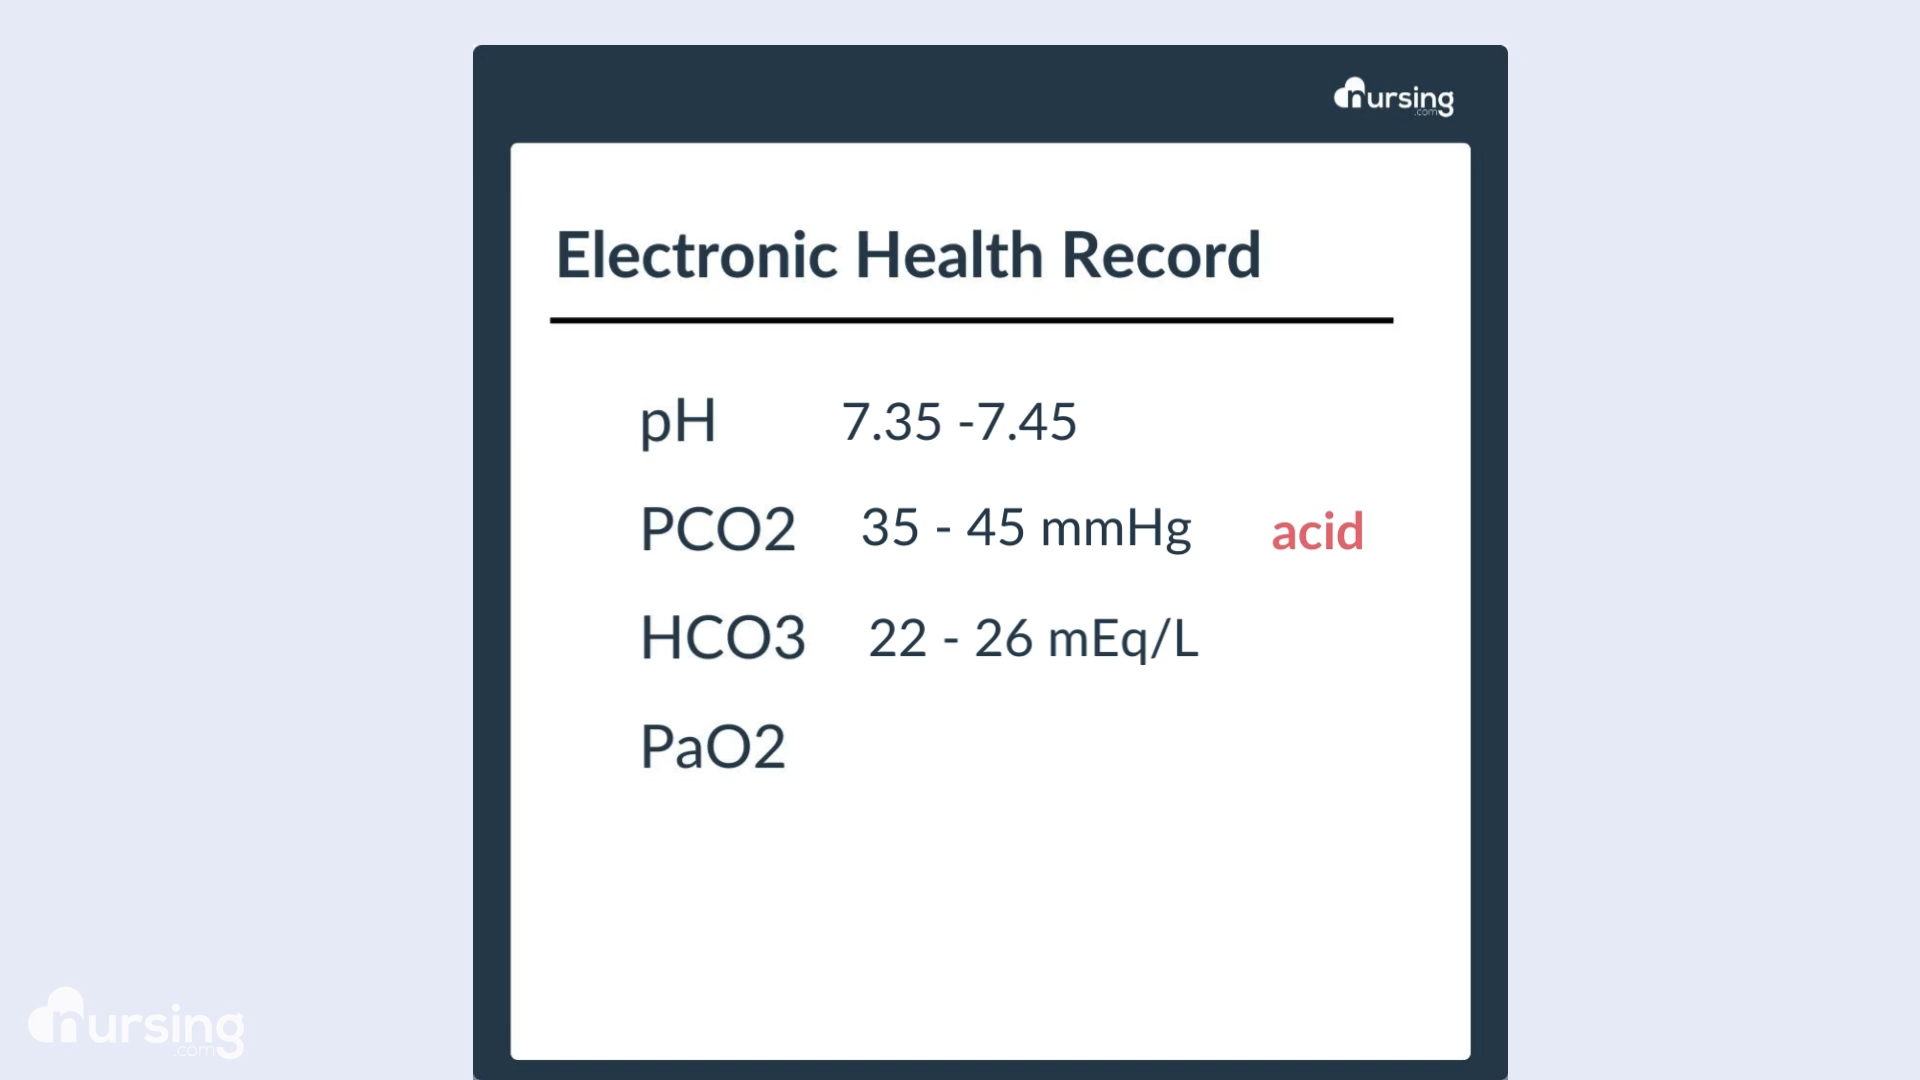 nursing
.com
Electronic Health Record
pH 7.35 -7.45
PCO2 35 - 45 mmHg acid
HCO3 22 - 26 mEq/L
PaO2
nursing
.com